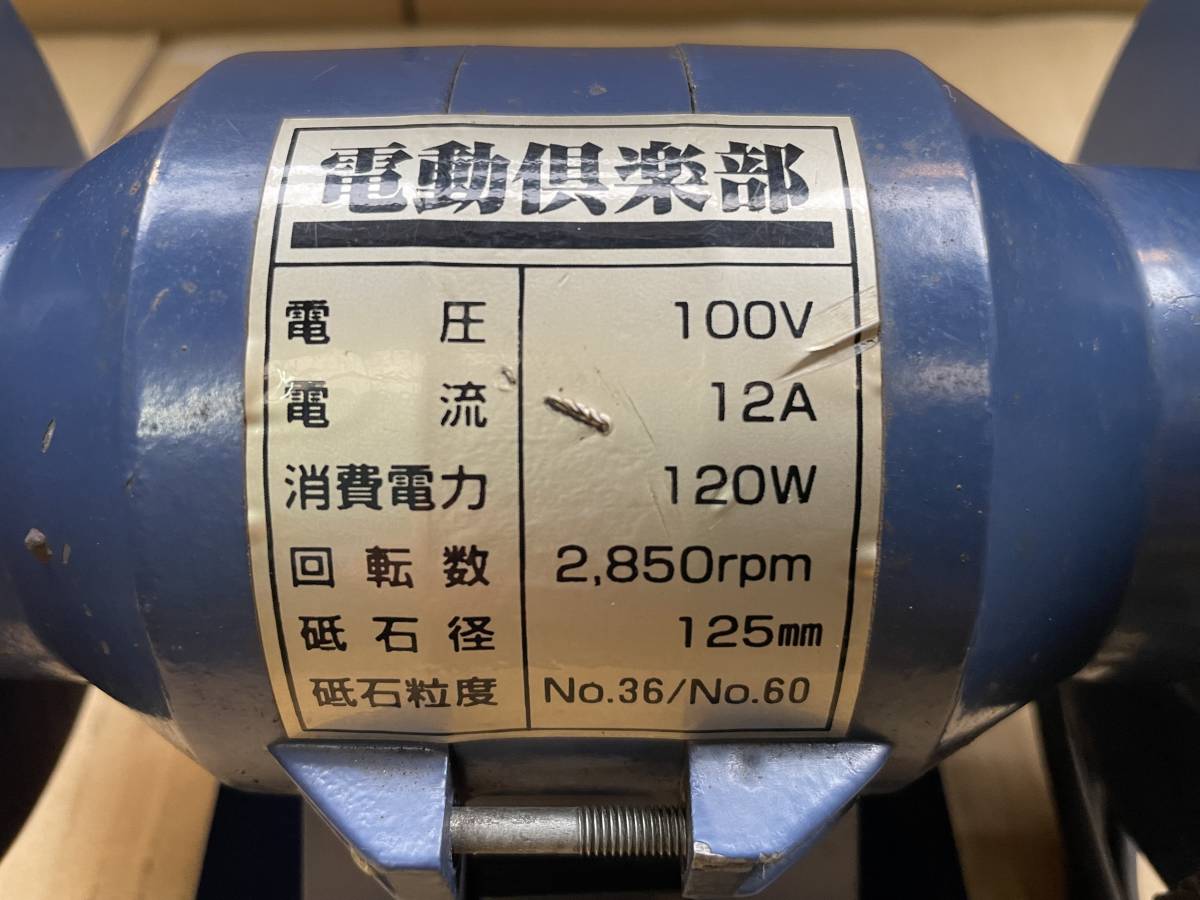 電動倶楽部
電圧 100V
電流 12A
消費電力 120W
回転数 2,850rpm
砥石径 125㎜
砥石粒度 No.36/No.60